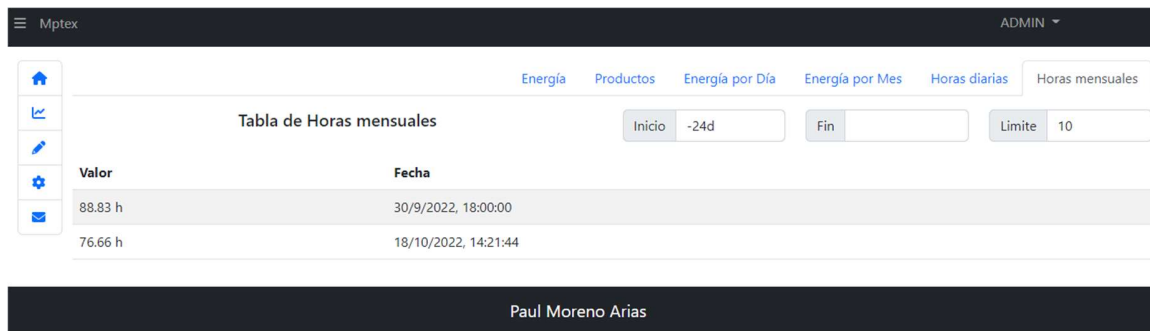 Mptex ADMIN
Energía Productos Energía por Día Energía por Mes Horas diarias Horas mensuales
Tabla de Horas mensuales Inicio -24d Fin Limite 10
Valor Fecha
88.83 h 30/9/2022, 18:00:00
76.66 h 18/10/2022, 14:21:44
Paul Moreno Arias